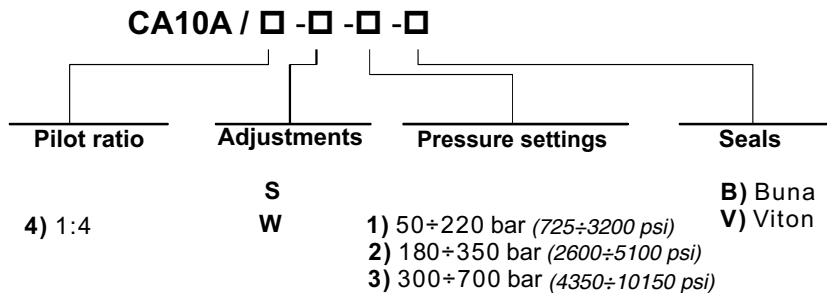 CA10A / □ -□ -□ -□
Pilot ratio Adjustments Pressure settings Seals
S B) Buna
4) 1:4 W 1) 50÷220 bar (725÷3200 psi) V) Viton
2) 180÷350 bar (2600÷5100 psi)
3) 300÷700 bar (4350÷10150 psi)